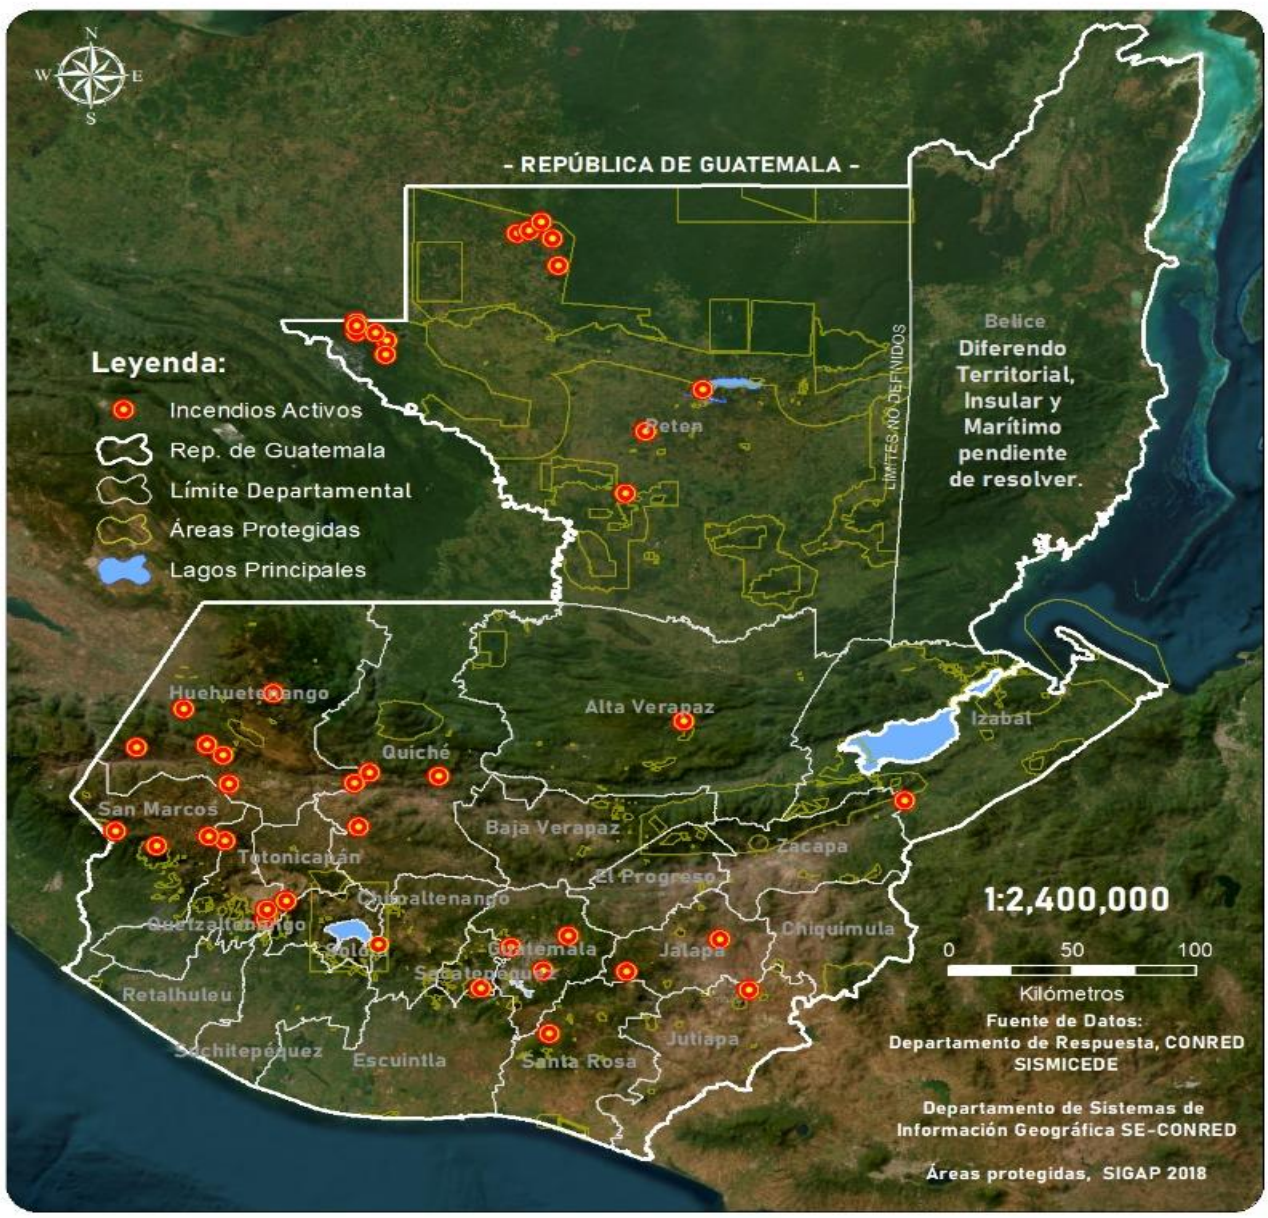 N
W E
S
- REPÚBLICA DE GUATEMALA -
Leyenda:
Incendios Activos
Rep. de Guatemala
Límite Departamental
Áreas Protegidas
Lagos Principales
LÍMITES NO DEFINIDOS
Belice
Diferendo
Territorial,
Insular y
Marítimo
pendiente
de resolver.
Peten
Huehuetenango
Alta Verapaz
Izabal
Quiché
San Marcos
Baja Verapaz
Zacapa
Totonicapán
El Progreso
Chimaltenango
Quetzaltenango
Sololá
Guatemala
Jalapa
Chiquimula
Sacatepéquez
Retalhuleu
Suchitepéquez
Escuintla
Santa Rosa
Jutiapa
1:2,400,000
0 50 100
Kilómetros
Fuente de Datos:
Departamento de Respuesta, CONRED
SISMICEDE
Departamento de Sistemas de
Información Geográfica SE-CONRED
Áreas protegidas, SIGAP 2018